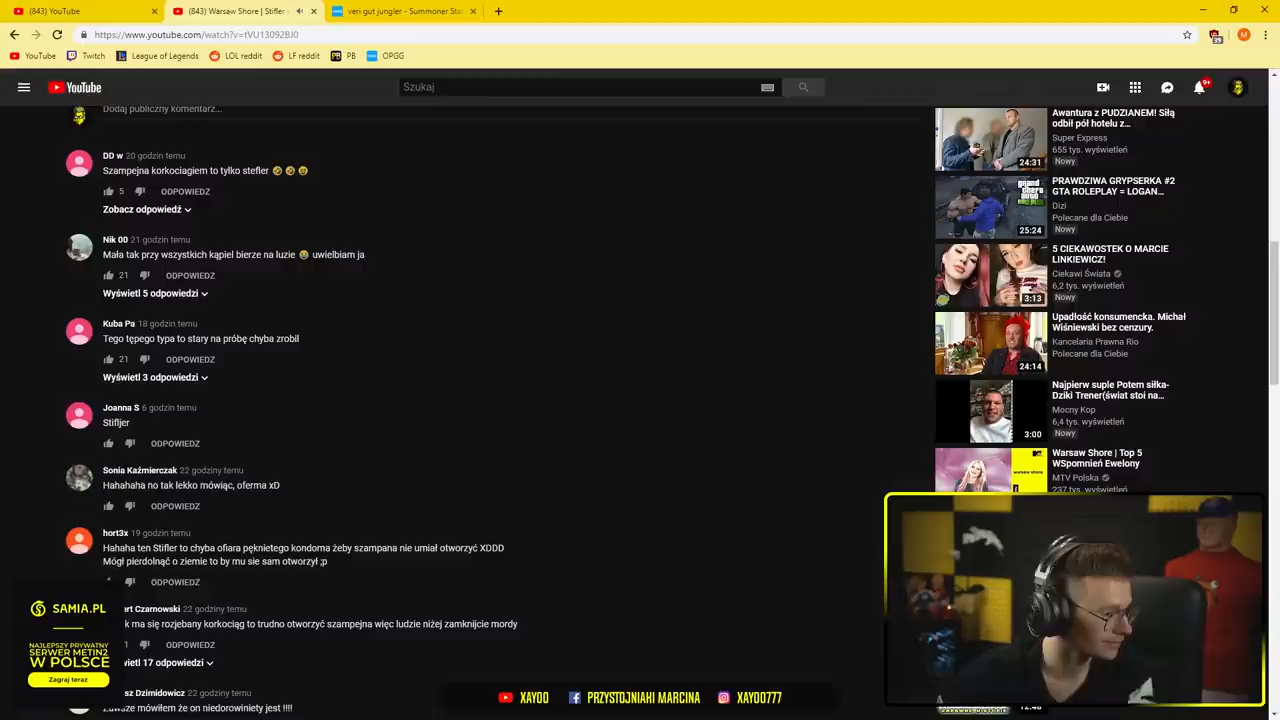 (843) YouTube
(843) Warsaw Shore | Stifler
veri gut jungler - Summoner Sta
https://www.youtube.com/watch?v=tVU13092BJ0
YouTube
Twitch
League of Legends
LOL reddit
LF reddit
PB
OPGG
YouTube
Szukaj
9+
Dodaj publiczny komentarz...
DD w 20 godzin temu
Szampejna korkociagiem to tylko stefler 🤣 🤣 😆
5 ODPOWIEDZ
Zobacz odpowiedź
Nik 00 21 godzin temu
Mała tak przy wszystkich kąpiel bierze na luzie 😂 uwielbiam ja
21 ODPOWIEDZ
Wyświetl 5 odpowiedzi
Kuba Pa 18 godzin temu
Tego tępego typa to stary na próbę chyba zrobil
21 ODPOWIEDZ
Wyświetl 3 odpowiedzi
Joanna S 6 godzin temu
Stifljer
ODPOWIEDZ
Sonia Kaźmierczak 22 godziny temu
Hahahaha no tak lekko mówiąc, oferma xD
ODPOWIEDZ
hort3x 19 godzin temu
Hahaha ten Stifler to chyba ofiara pękniętego kondoma żeby szampana nie umiał otworzyć XDDD
Mógł pierdolnąć o ziemie to by mu sie sam otworzył ;p
ODPOWIEDZ
ert Czarnowski 22 godziny temu
k ma się rozjebany korkociąg to trudno otworzyć szampejna więc ludzie niżej zamknijcie mordy
1 ODPOWIEDZ
ietl 17 odpowiedzi
sz Dzimidowicz 22 godziny temu
Zawsze mówiłem że on niedorowiniety jest !!!!
Awantura z PUDZIANEM! Siłą
odbił pół hotelu z...
Super Express
655 tys. wyświetleń
Nowy
24:31
PRAWDZIWA GRYPSERKA #2
GTA ROLEPLAY = LOGAN...
Dizi
Polecane dla Ciebie
Nowy
25:24
5 CIEKAWOSTEK O MARCIE
LINKIEWICZ!
Ciekawi Świata
6,2 tys. wyświetleń
Nowy
3:13
Upadłość konsumencka. Michał
Wiśniewski bez cenzury.
Kancelaria Prawna Rio
Polecane dla Ciebie
24:14
Najpierw suple Potem siłka-
Dziki Trener(świat stoi na...
Mocny Kop
6,4 tys. wyświetleń
Nowy
3:00
Warsaw Shore | Top 5
WSpomnień Ewelony
MTV Polska
237 tys. wyświetleń
SAMIA.PL
NAJLEPSZY PRYWATNY
SERWER METIN2
W POLSCE
Zagraj teraz
XAYOO
PRZYSTOJNIAHI MARCINA
XAYOO777